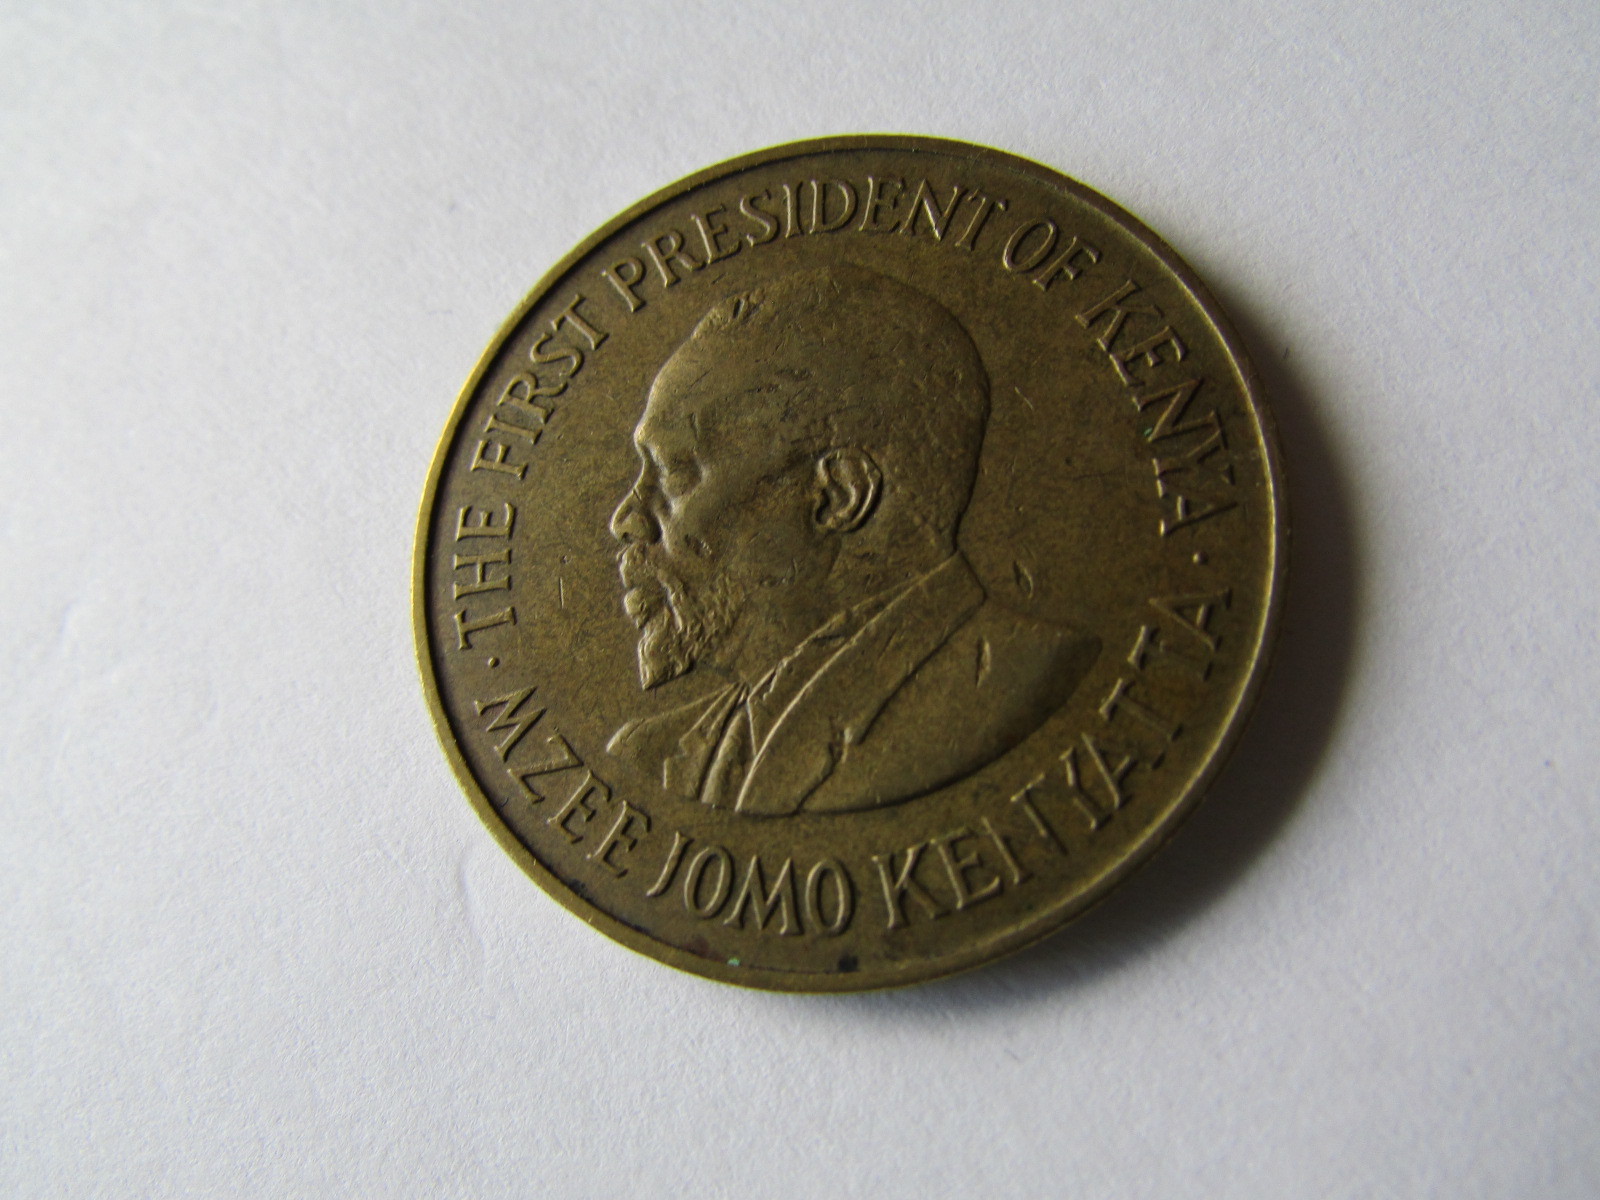 · THE FIRST PRESIDENT OF KENYA ·
MZEE JOMO KENYATTA